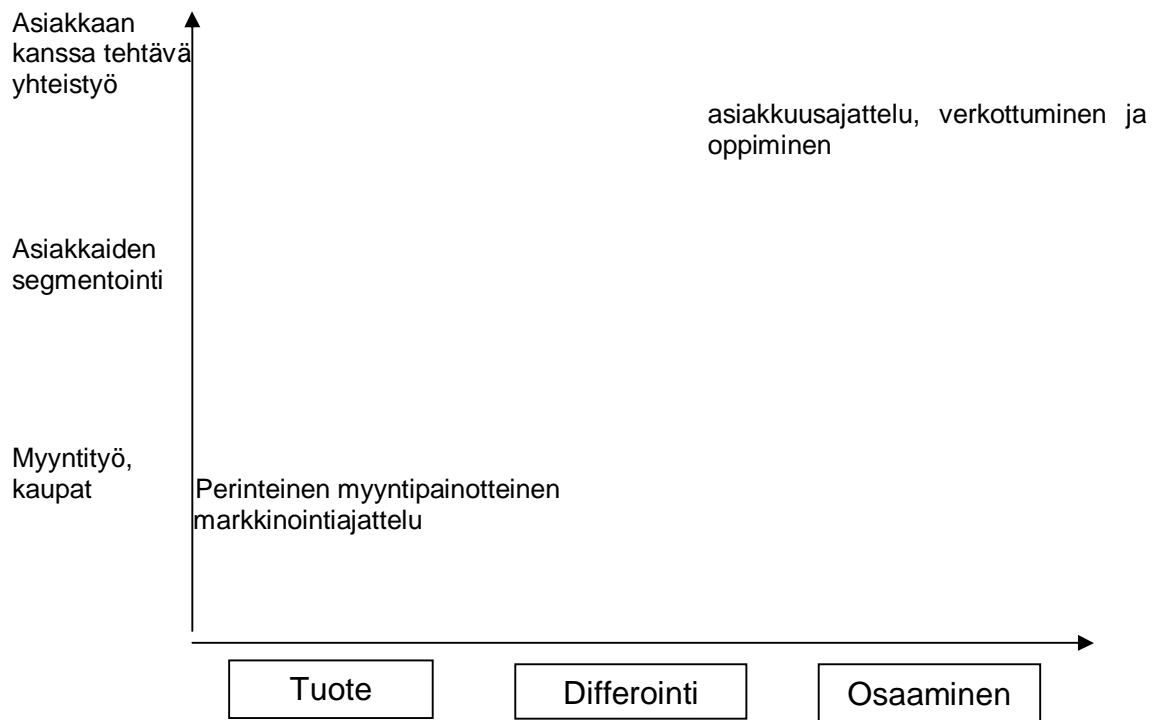 Asiakkaan
kanssa tehtävä
yhteistyö
asiakkuusajattelu, verkottuminen ja
oppiminen
Asiakkaiden
segmentointi
Myyntityö,
kaupat
Perinteinen myyntipainotteinen
markkinointiajattelu
Tuote
Differointi
Osaaminen